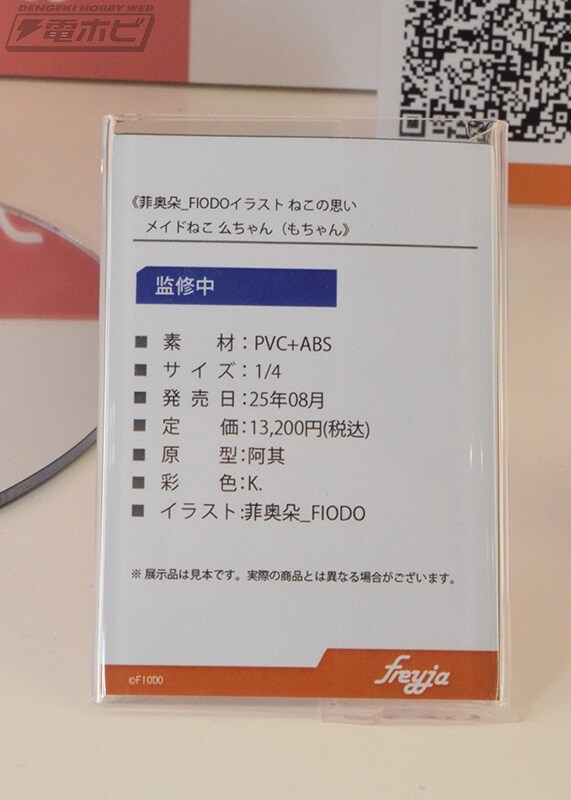 DENGEKI HOBBY WEB
電ホビ
《菲奥朵_FIODOイラスト ねこの思い
メイドねこ 么ちゃん（もちゃん》
监修中
■ 素 材：PVC+ABS
■ サ イ ズ：1/4
■ 発 売 日：25年08月
■ 定 価：13,200円(税込)
■ 原 型：阿其
■ 彩 色：K.
■ イラスト：菲奥朵_FIODO
※ 展示品は見本です。実際の商品とは異なる場合がございます。
©FIODO
freyja